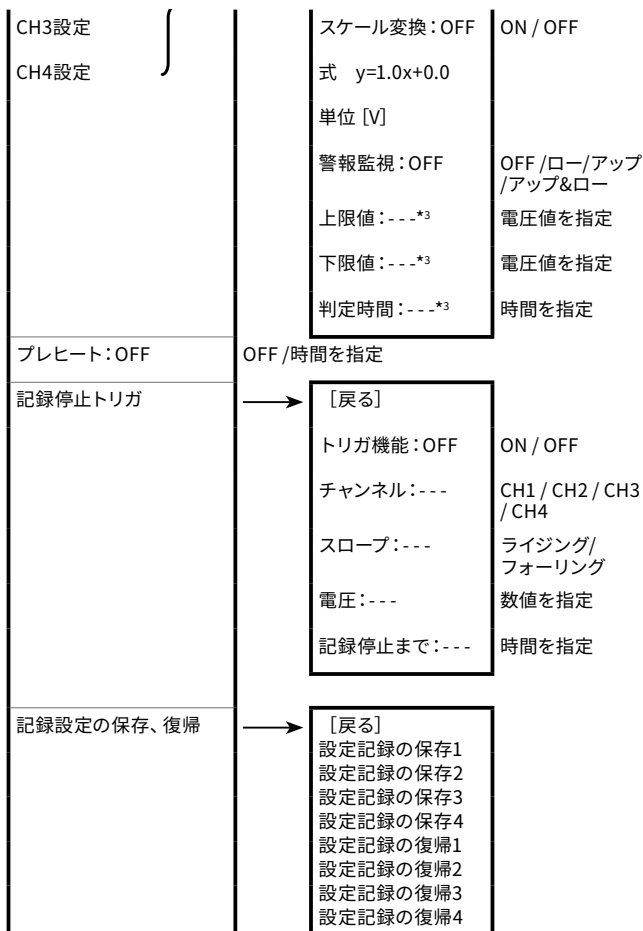 CH3設定
スケール変換：OFF
ON / OFF
CH4設定
式　y=1.0x+0.0
単位［V］
警報監視：OFF
OFF /ロー/アップ
/アップ&ロー
上限値：- - -*3
電圧値を指定
下限値：- - -*3
電圧値を指定
判定時間：- - -*3
時間を指定
プレヒート：OFF
OFF /時間を指定
記録停止トリガ
［戻る］
トリガ機能：OFF
ON / OFF
チャンネル：- - -
CH1 / CH2 / CH3
/ CH4
スロープ：- - -
ライジング/
フォーリング
電圧：- - -
数値を指定
記録停止まで：- - -
時間を指定
記録設定の保存、復帰
［戻る］
設定記録の保存1
設定記録の保存2
設定記録の保存3
設定記録の保存4
設定記録の復帰1
設定記録の復帰2
設定記録の復帰3
設定記録の復帰4